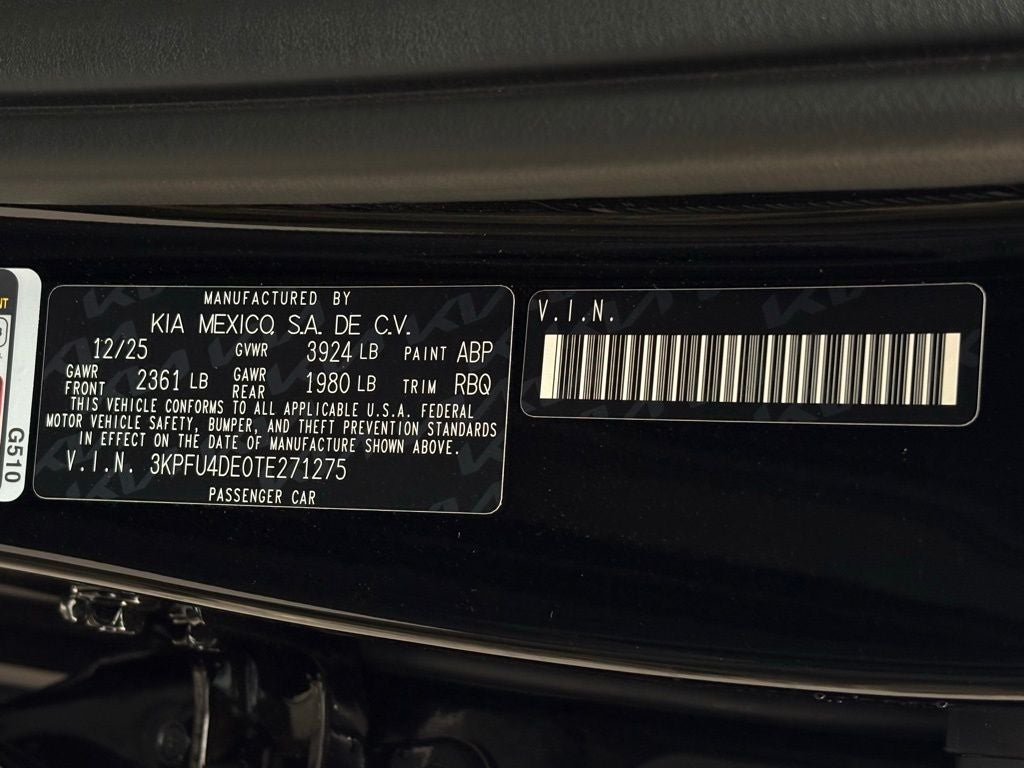 MANUFACTURED BY
KIA MEXICO, S.A. DE C.V.
12/25 GVWR 3924 LB PAINT ABP
GAWR FRONT 2361 LB GAWR REAR 1980 LB TRIM RBQ
THIS VEHICLE CONFORMS TO ALL APPLICABLE U.S.A. FEDERAL
MOTOR VEHICLE SAFETY, BUMPER, AND THEFT PREVENTION STANDARDS
IN EFFECT ON THE DATE OF MANUFACTURE SHOWN ABOVE.
V.I.N. 3KPFU4DE0TE271275
PASSENGER CAR
V.I.N.
G510